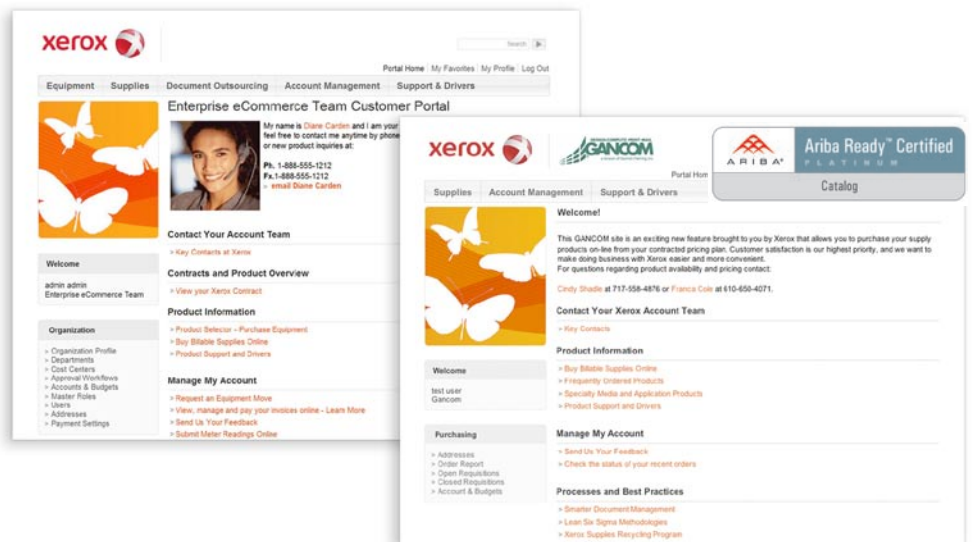 xerox
Search
Portal Home My Favorites My Profile Log Out
Equipment Supplies Document Outsourcing Account Management Support & Drivers
Enterprise eCommerce Team Customer Portal
My name is Diane Carden and I am your
feel free to contact me anytime by phone
or new product inquiries at:
Ph. 1-888-555-1212
Fx.1-888-555-1212
» email Diane Carden
Contact Your Account Team
> Key Contacts at Xerox
Contracts and Product Overview
> View your Xerox Contract
Product Information
> Product Selector - Purchase Equipment
> Buy Billable Supplies Online
> Product Support and Drivers
Manage My Account
> Request an Equipment Move
> View, manage and pay your invoices online - Learn More
> Send Us Your Feedback
> Submit Meter Readings Online
Welcome
admin admin
Enterprise eCommerce Team
Organization
> Organization Profile
> Departments
> Cost Centers
> Approval Workflows
> Accounts & Budgets
> Master Roles
> Users
> Addresses
> Payment Settings
xerox
GANCOM
Portal Hom
ARIBA®
Ariba Ready™ Certified
PLATINUM
Catalog
Supplies Account Management Support & Drivers
Welcome!
This GANCOM site is an exciting new feature brought to you by Xerox that allows you to purchase your supply
products on-line from your contracted pricing plan. Customer satisfaction is our highest priority, and we want to
make doing business with Xerox easier and more convenient.
For questions regarding product availability and pricing contact:
Cindy Shadle at 717-558-4876 or Franca Cole at 610-650-4071.
Contact Your Xerox Account Team
> Key Contacts
Product Information
> Buy Billable Supplies Online
> Frequently Ordered Products
> Specialty Media and Application Products
> Product Support and Drivers
Manage My Account
> Send Us Your Feedback
> Check the status of your recent orders
Processes and Best Practices
> Smarter Document Management
> Lean Six Sigma Methodologies
> Xerox Supplies Recycling Program
Welcome
test user
Gancom
Purchasing
> Addresses
> Order Report
> Open Requisitions
> Closed Requisitions
> Account & Budgets